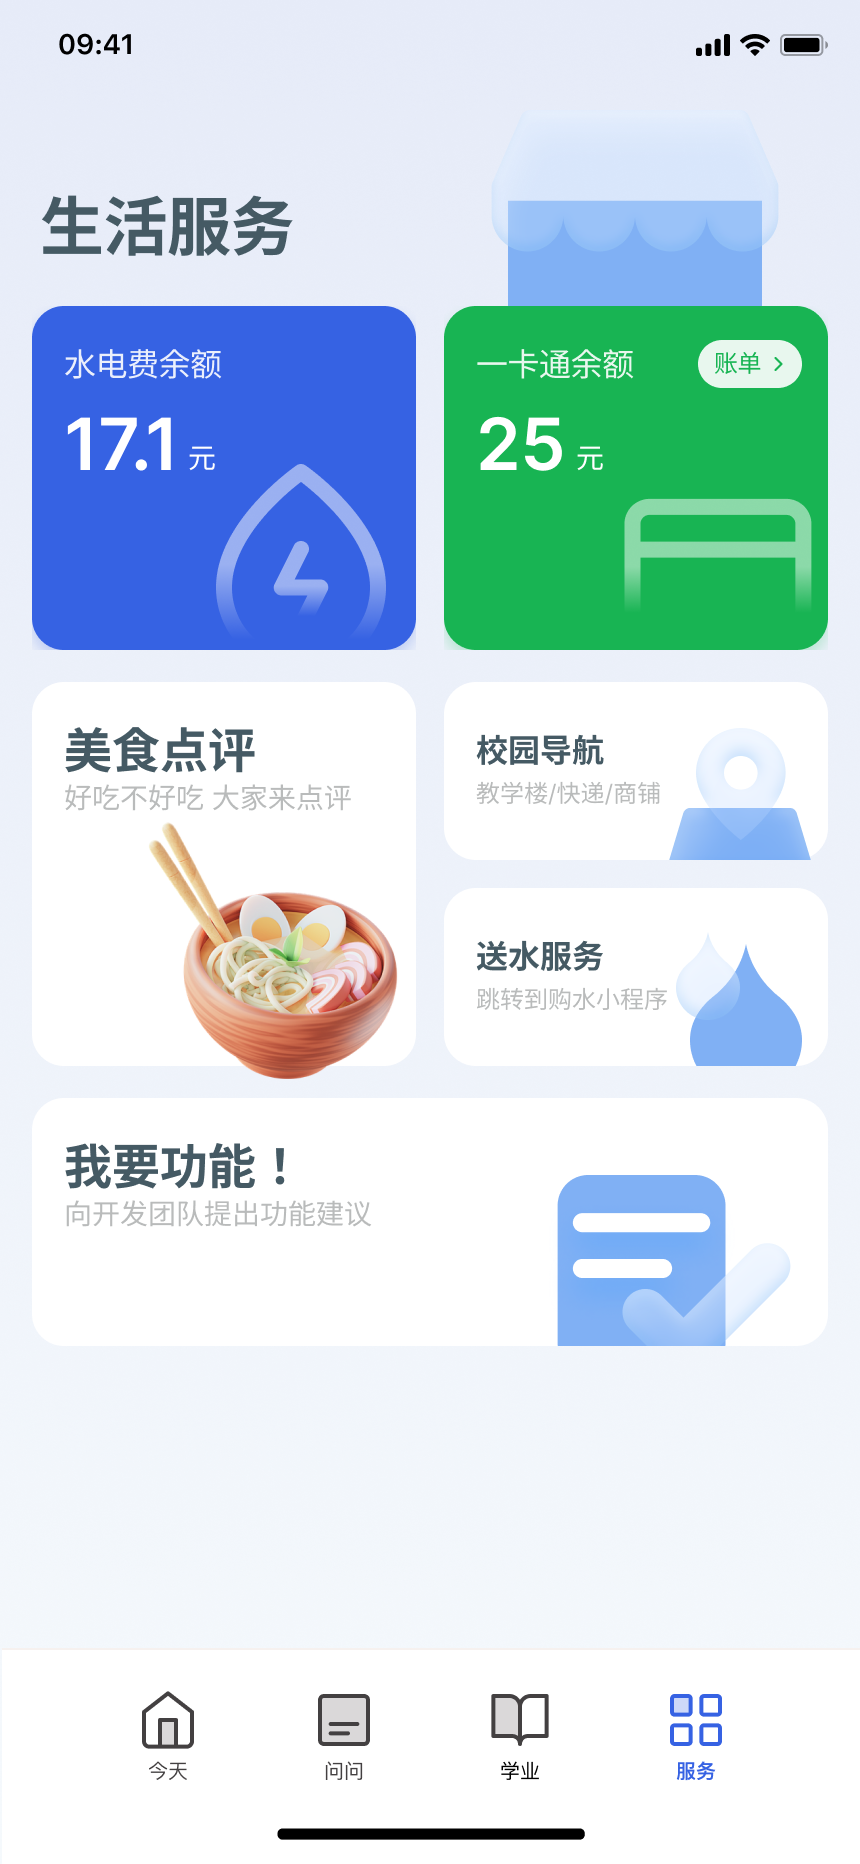 09:41
生活服务
水电费余额
17.1 元
一卡通余额
账单
25 元
美食点评
好吃不好吃 大家来点评
校园导航
教学楼/快递/商铺
送水服务
跳转到购水小程序
我要功能！
向开发团队提出功能建议
今天
问问
学业
服务